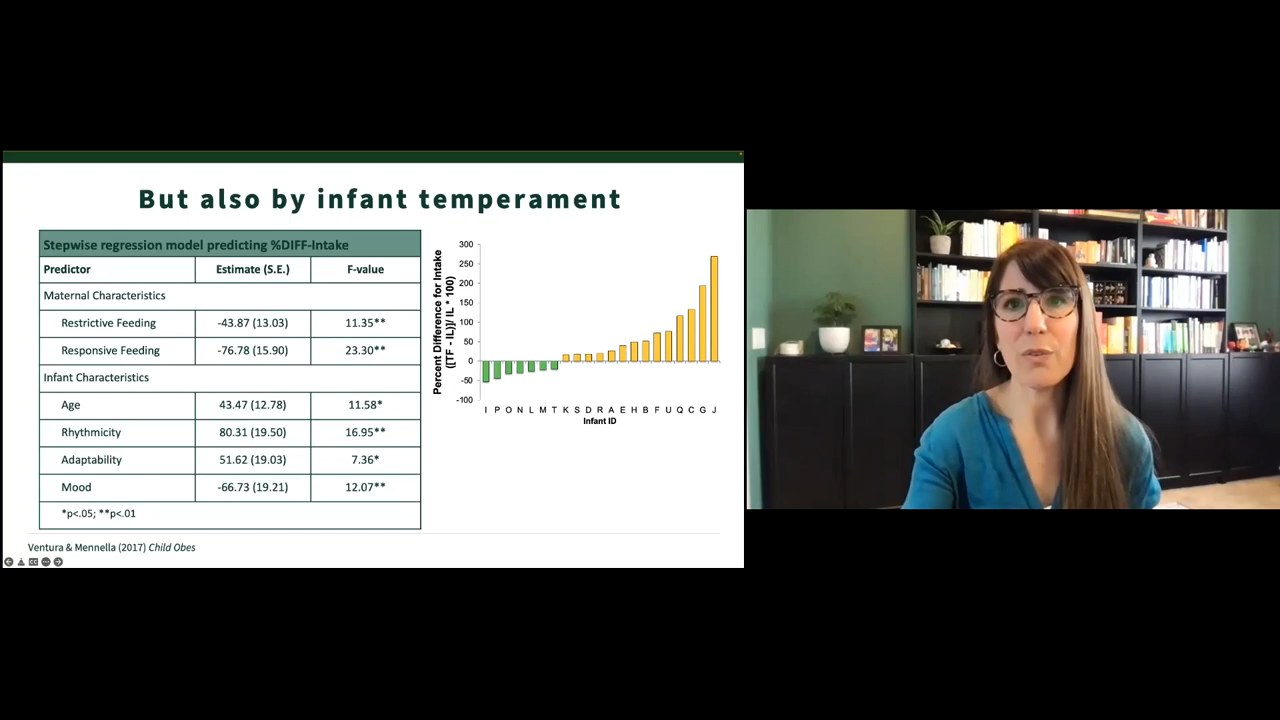 But also by infant temperament
Stepwise regression model predicting %DIFF-Intake
Predictor Estimate (S.E.) F-value
Maternal Characteristics
Restrictive Feeding -43.87 (13.03) 11.35**
Responsive Feeding -76.78 (15.90) 23.30**
Infant Characteristics
Age 43.47 (12.78) 11.58*
Rhythmicity 80.31 (19.50) 16.95**
Adaptability 51.62 (19.03) 7.36*
Mood -66.73 (19.21) 12.07**
*p<.05; **p<.01
Percent Difference for Intake
([TF - IL])/ IL * 100)
300
250
200
150
100
50
0
-50
-100
I P O N L M T K S D R A E H B F U Q C G J
Infant ID
Ventura & Mennella (2017) Child Obes